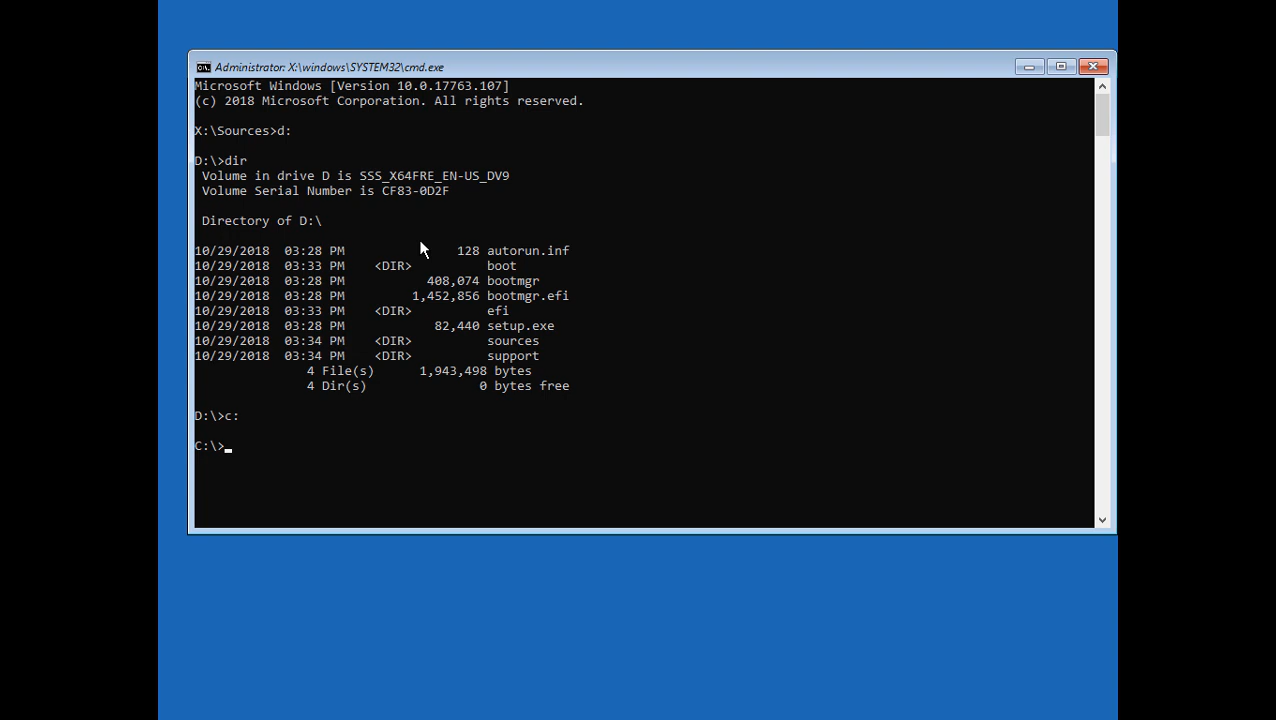 Administrator: X:\windows\SYSTEM32\cmd.exe
Microsoft Windows [Version 10.0.17763.107]
(c) 2018 Microsoft Corporation. All rights reserved.
X:\Sources>d:
D:\>dir
Volume in drive D is SSS_X64FRE_EN-US_DV9
Volume Serial Number is CF83-0D2F
Directory of D:\
10/29/2018 03:28 PM 128 autorun.inf
10/29/2018 03:33 PM <DIR> boot
10/29/2018 03:28 PM 408,074 bootmgr
10/29/2018 03:28 PM 1,452,856 bootmgr.efi
10/29/2018 03:33 PM <DIR> efi
10/29/2018 03:28 PM 82,440 setup.exe
10/29/2018 03:34 PM <DIR> sources
10/29/2018 03:34 PM <DIR> support
4 File(s) 1,943,498 bytes
4 Dir(s) 0 bytes free
D:\>c:
C:\>_